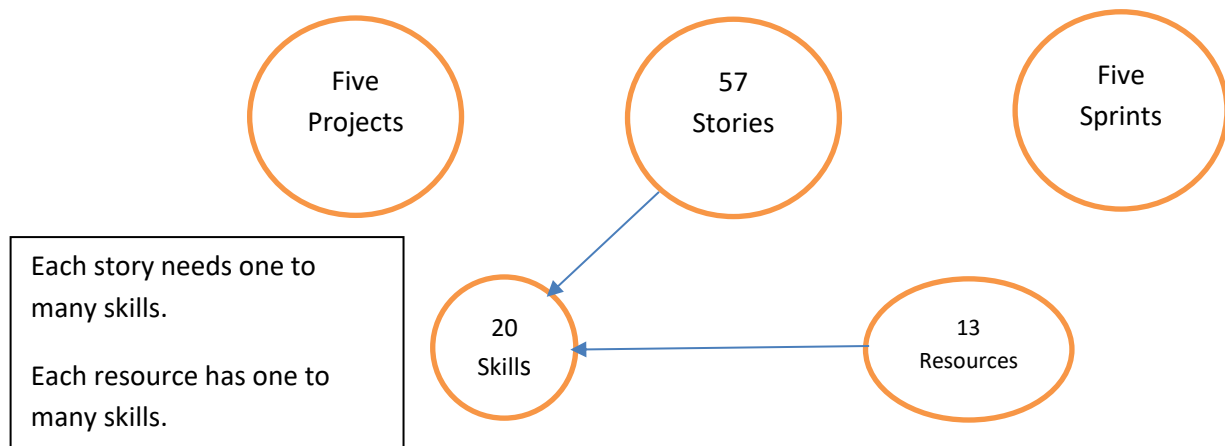 Five
Projects
57
Stories
Five
Sprints
Each story needs one to
many skills.
Each resource has one to
many skills.
20
Skills
13
Resources